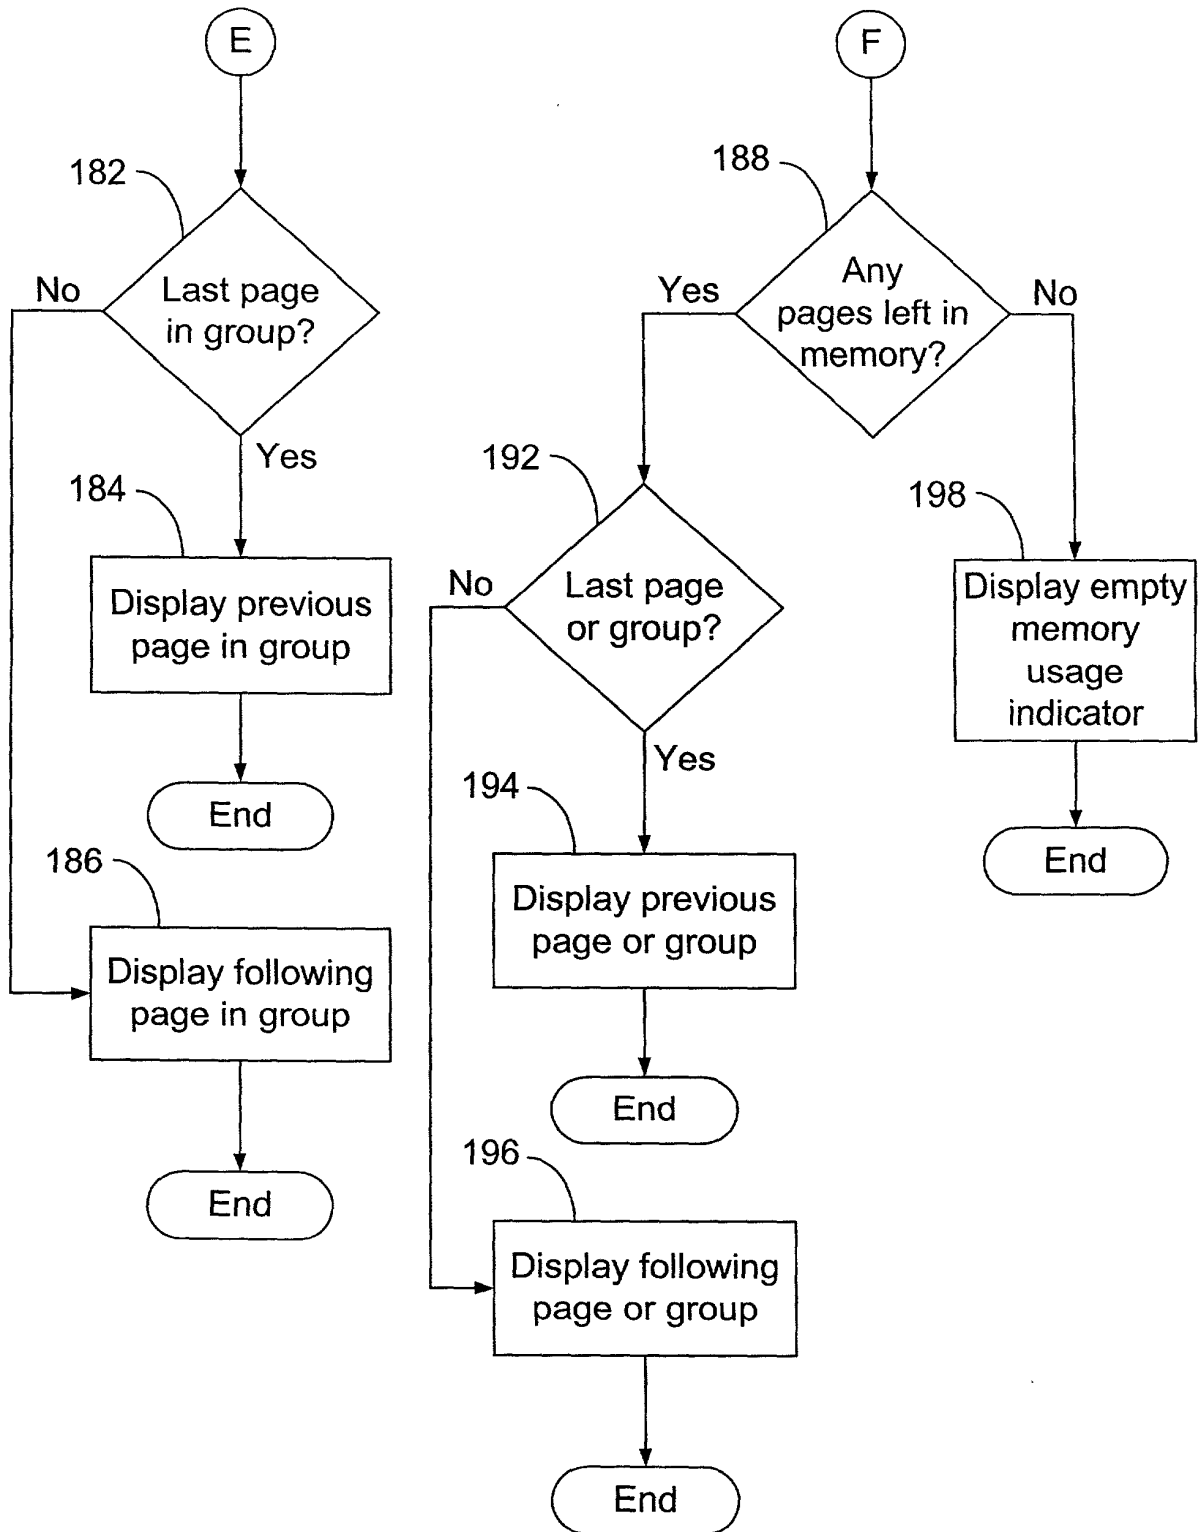 E
182
No
Last page
in group?
Yes
184
Display previous
page in group
End
186
Display following
page in group
End
F
188
Yes
Any
pages left in
memory?
No
192
No
Last page
or group?
Yes
194
Display previous
page or group
End
196
Display following
page or group
End
198
Display empty
memory
usage
indicator
End